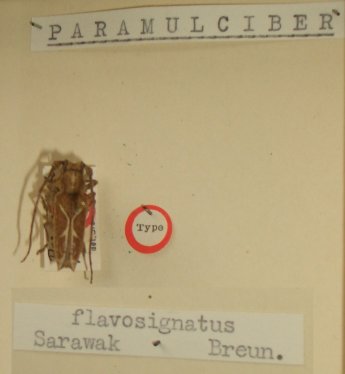 PARAMULCIBER
Type
flavosignatus
Sarawak Breun.